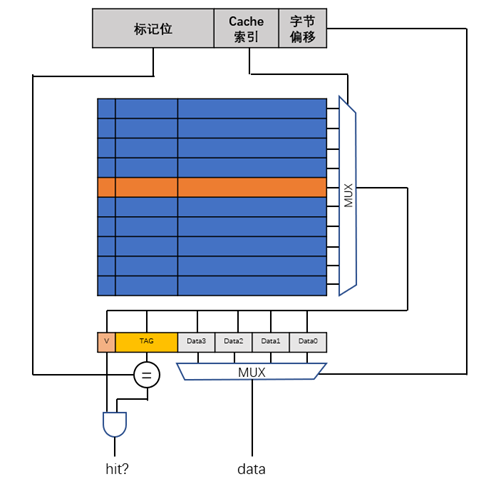 标记位
Cache
索引
字节
偏移
MUX
V
TAG
Data3
Data2
Data1
Data0
=
MUX
hit?
data